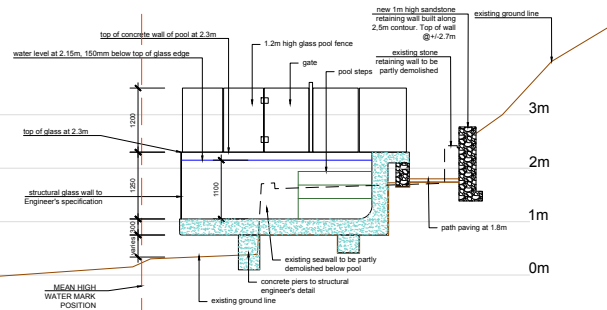 top of concrete wall of pool at 2.3m
water level at 2.15m, 150mm below top of glass edge
1.2m high glass pool fence
gate
pool steps
new 1m high sandstone
retaining wall built along
2,5m contour. Top of wall
@+/-2.7m
existing ground line
existing stone
retaining wall to be
partly demolished
3m
2m
1m
0m
1200
1250
1100
300
varies
top of glass at 2.3m
structural glass wall to
Engineer's specification
path paving at 1.8m
existing seawall to be partly
demolished below pool
concrete piers to structural
engineer's detail
existing ground line
MEAN HIGH
WATER MARK
POSITION